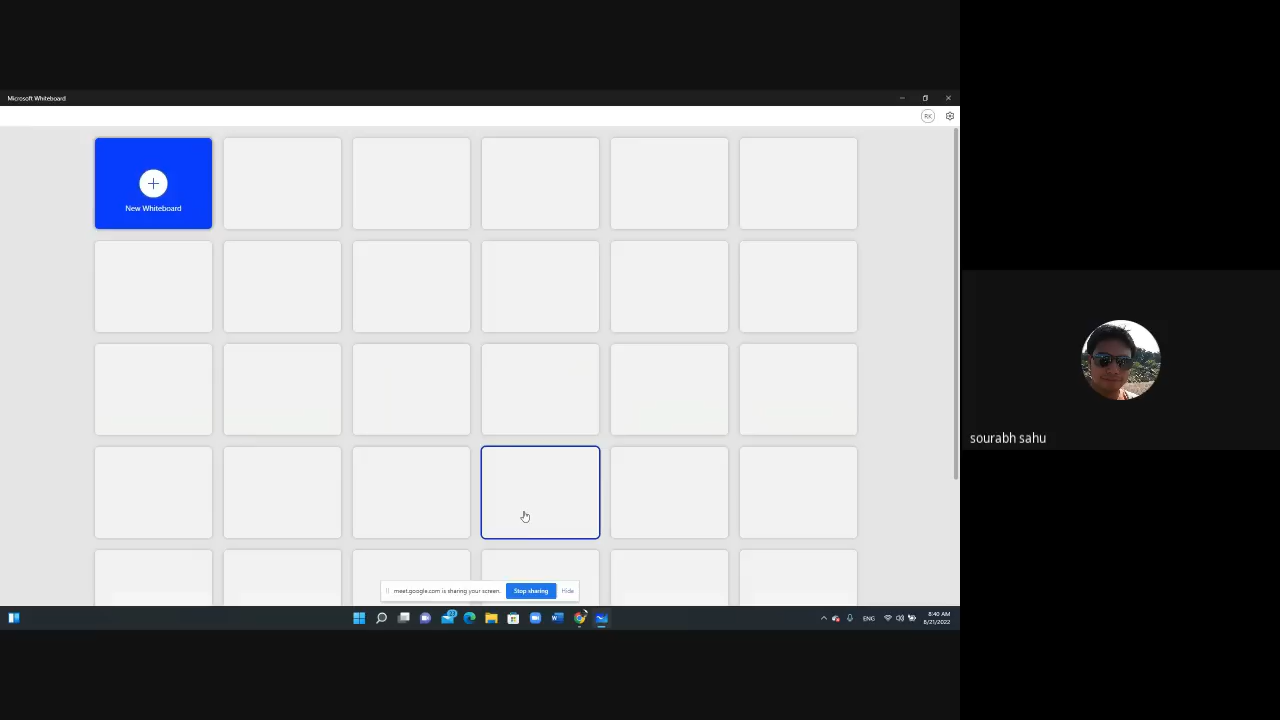 Microsoft Whiteboard
RK
New Whiteboard
sourabh sahu
meet.google.com is sharing your screen.
Stop sharing
Hide
ENG
8:40 AM
8/21/2022